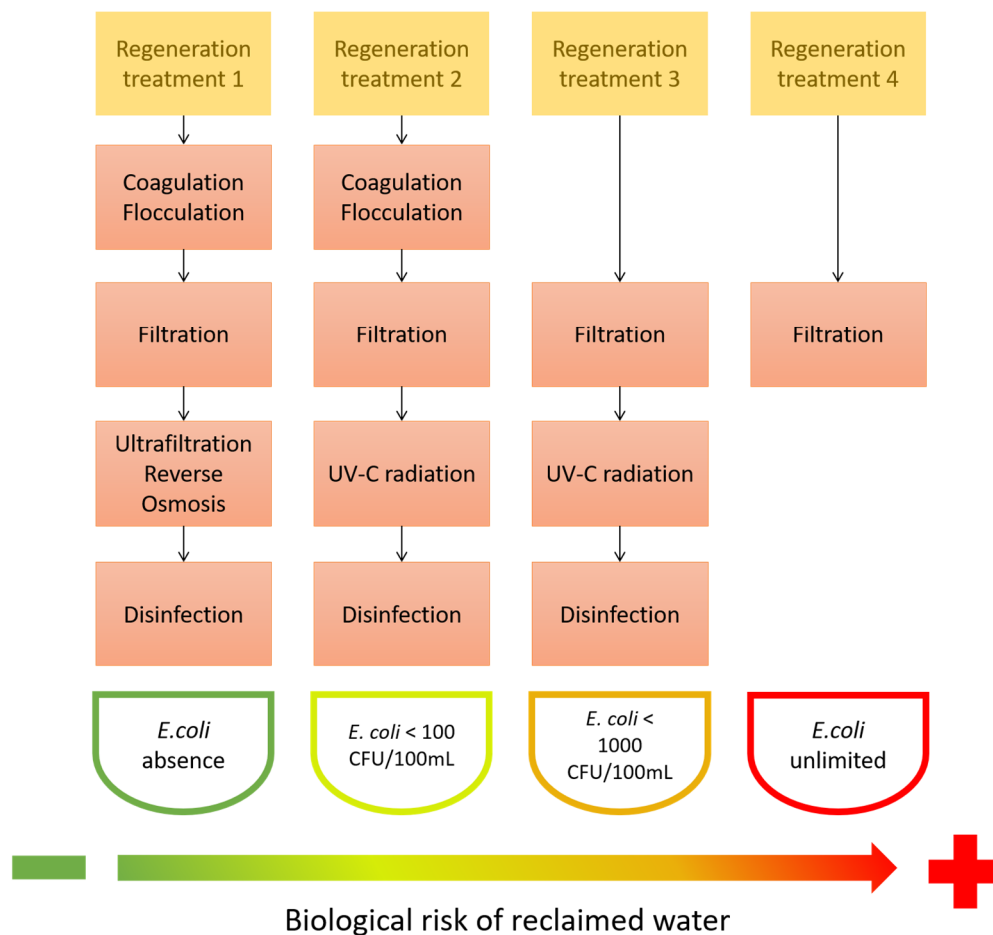 Regeneration
treatment 1
Regeneration
treatment 2
Regeneration
treatment 3
Regeneration
treatment 4
Coagulation
Flocculation
Coagulation
Flocculation
Filtration
Filtration
Filtration
Filtration
Ultrafiltration
Reverse
Osmosis
UV-C radiation
UV-C radiation
Disinfection
Disinfection
Disinfection
E.coli
absence
E. coli < 100
CFU/100mL
E. coli <
1000
CFU/100mL
E.coli
unlimited
Biological risk of reclaimed water